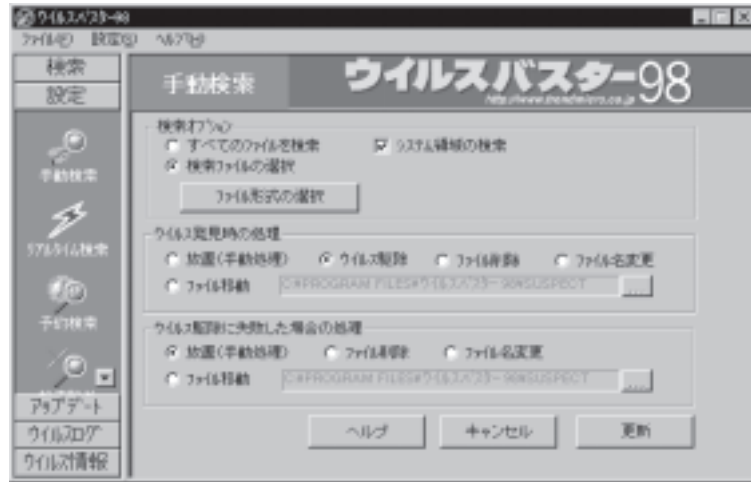 ウイルスバスター98
ファイル(F) 設定(S) ヘルプ(H)
検索
設定
手動検索
リアルタイム検索
予約検索
アップデート
ウイルスログ
ウイルス情報
手動検索
ウイルスバスター98
http://www.trendmicro.co.jp
検索オプション
すべてのファイルを検索 システム領域の検索
検索ファイルの選択
ファイル形式の選択
ウイルス発見時の処理
放置(手動処理) ウイルス駆除 ファイル削除 ファイル名変更
ファイル移動 C:¥PROGRAM FILES¥ウイルスバスター98¥SUSPECT ....
ウイルス駆除に失敗した場合の処理
放置(手動処理) ファイル削除 ファイル名変更
ファイル移動 C:¥PROGRAM FILES¥ウイルスバスター98¥SUSPECT ....
ヘルプ キャンセル 更新